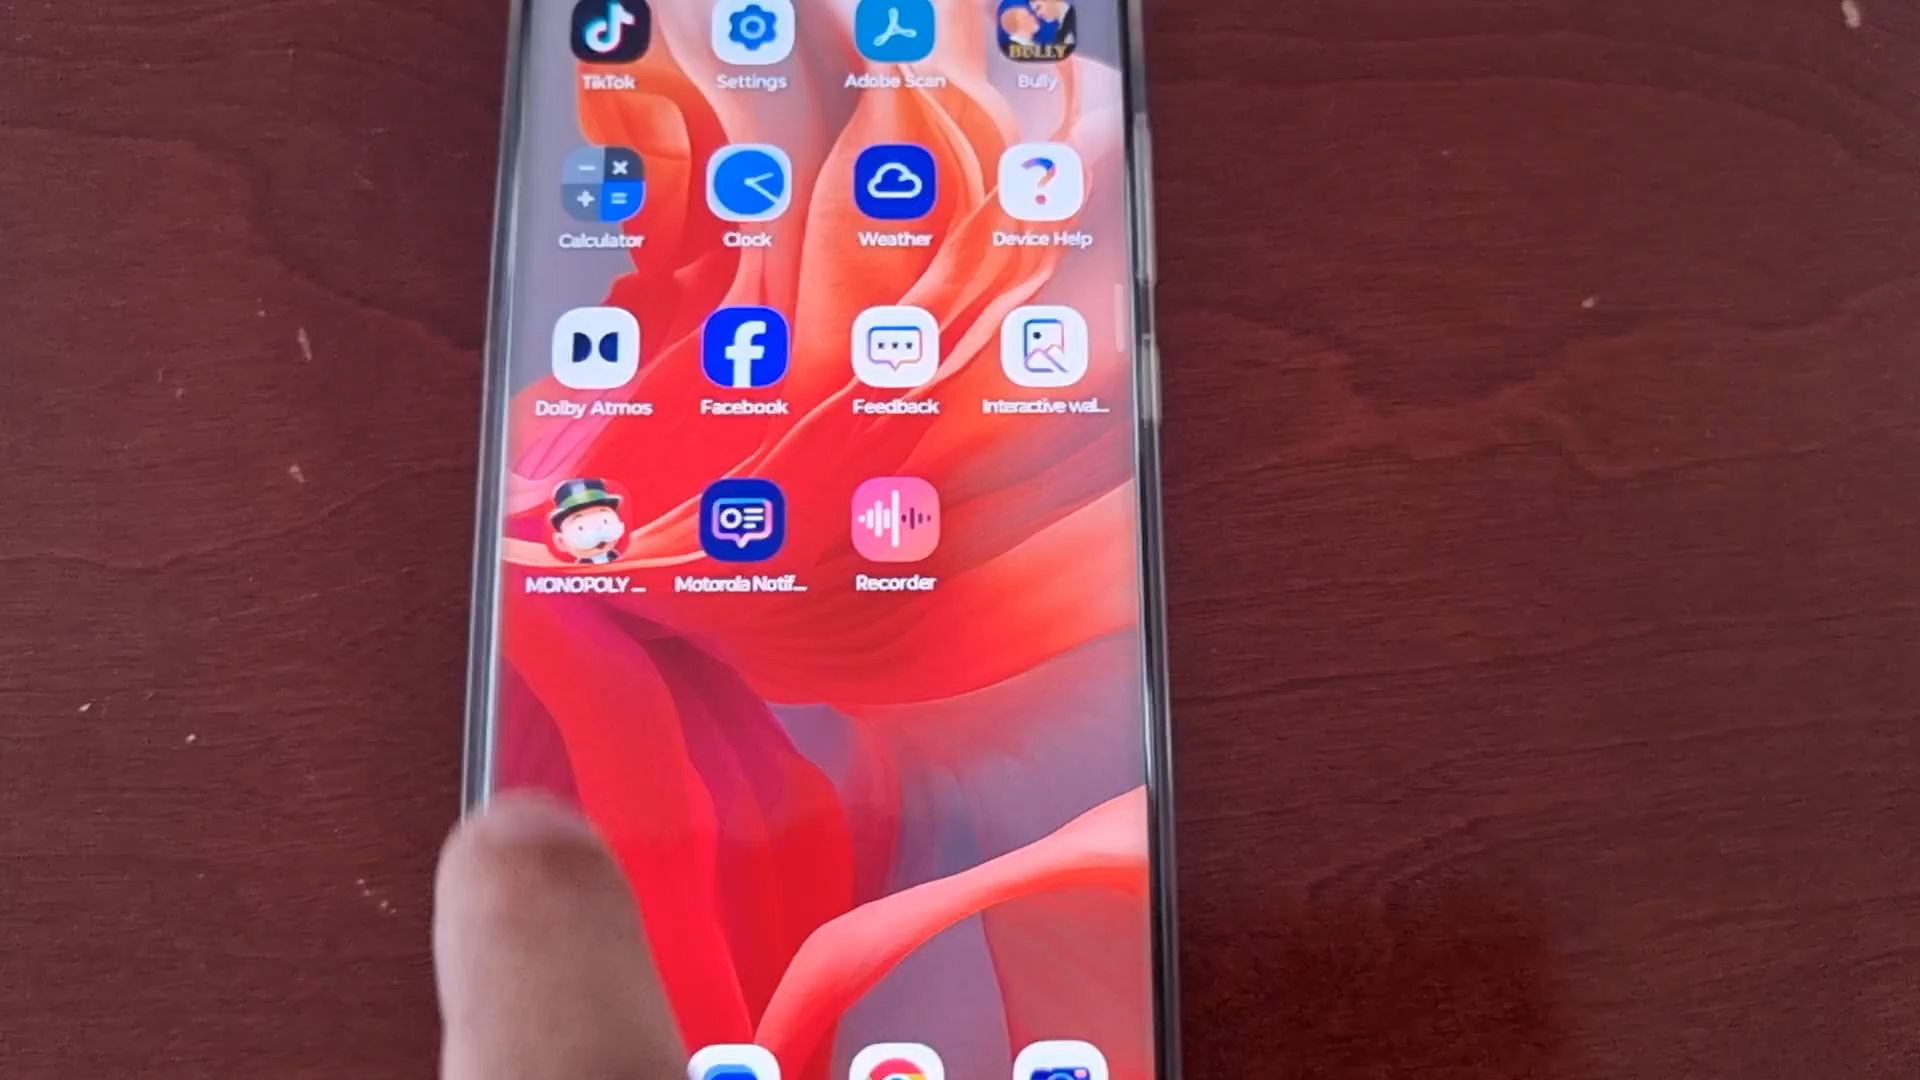 TikTok Settings Adobe Scan Bully
BULLY
Calculator Clock Weather Device Help
Dolby Atmos Facebook Feedback Interactive wal...
MONOPOLY ... Motorola Notif... Recorder